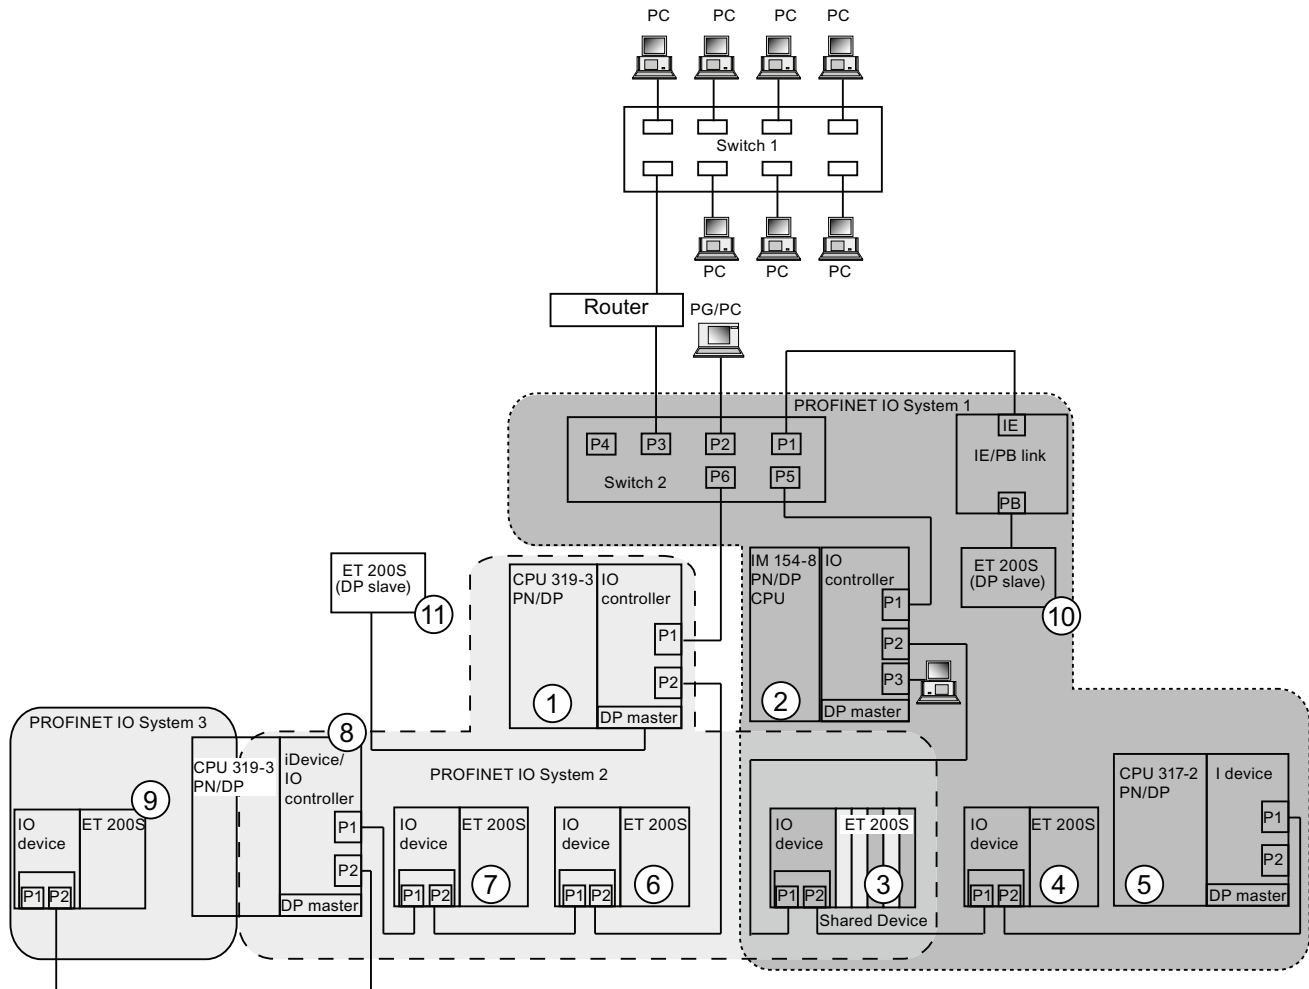 PC PC PC PC
Switch 1
PC PC PC
Router
PG/PC
PROFINET IO System 1
P4 P3 P2 P1
Switch 2
P6 P5
IE
IE/PB link
PB
ET 200S
(DP slave)
10
ET 200S
(DP slave)
11
CPU 319-3
PN/DP
IO
controller
P1
P2
1
DP master
IM 154-8
PN/DP
CPU
IO
controller
P1
P2
P3
2
DP master
PROFINET IO System 3
9
IO
device
ET 200S
P1 P2
8
CPU 319-3
PN/DP
iDevice/
IO
controller
P1
P2
DP master
PROFINET IO System 2
IO
device
ET 200S
7
P1 P2
IO
device
ET 200S
6
P1 P2
IO
device
ET 200S
3
P1 P2
Shared Device
IO
device
ET 200S
4
P1 P2
CPU 317-2
PN/DP
I device
P1
P2
5
DP master